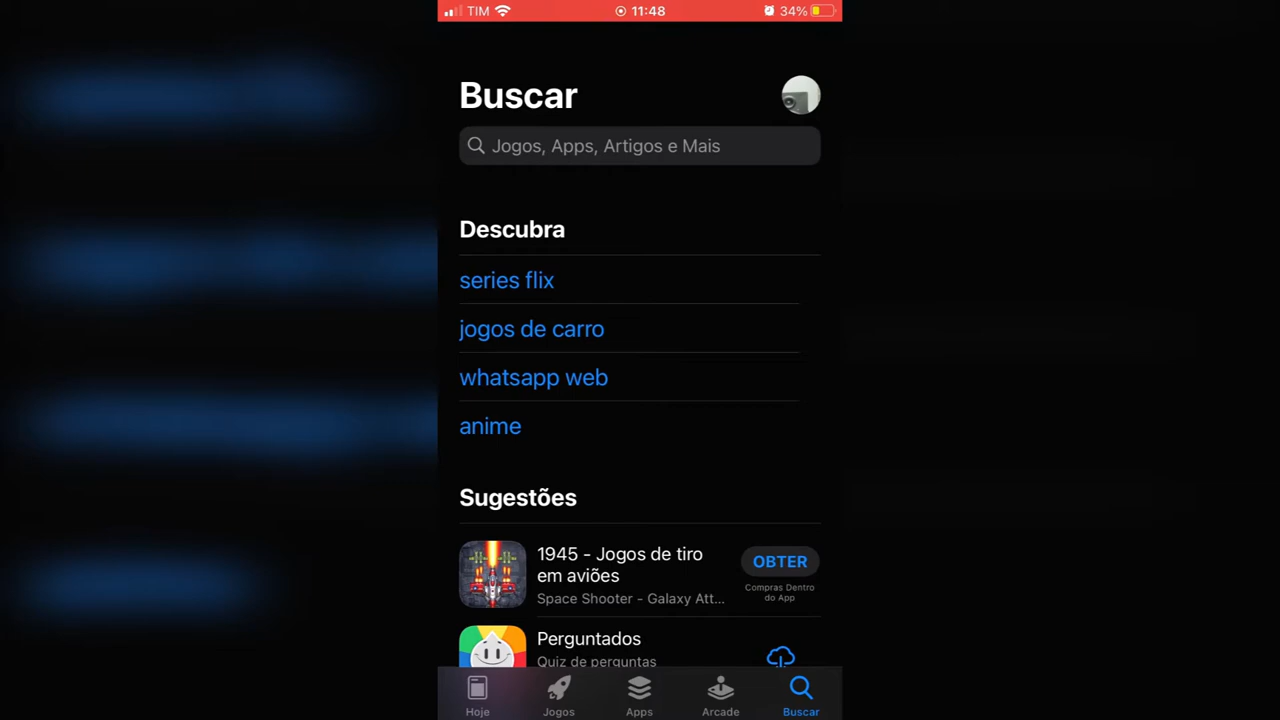 TIM 11:48 34%
Buscar
Jogos, Apps, Artigos e Mais
Descubra
series flix
jogos de carro
whatsapp web
anime
Sugestões
1945 - Jogos de tiro
em aviões
Space Shooter - Galaxy Att...
OBTER
Compras Dentro
do App
Perguntados
Quiz de perguntas
Hoje Jogos Apps Arcade Buscar